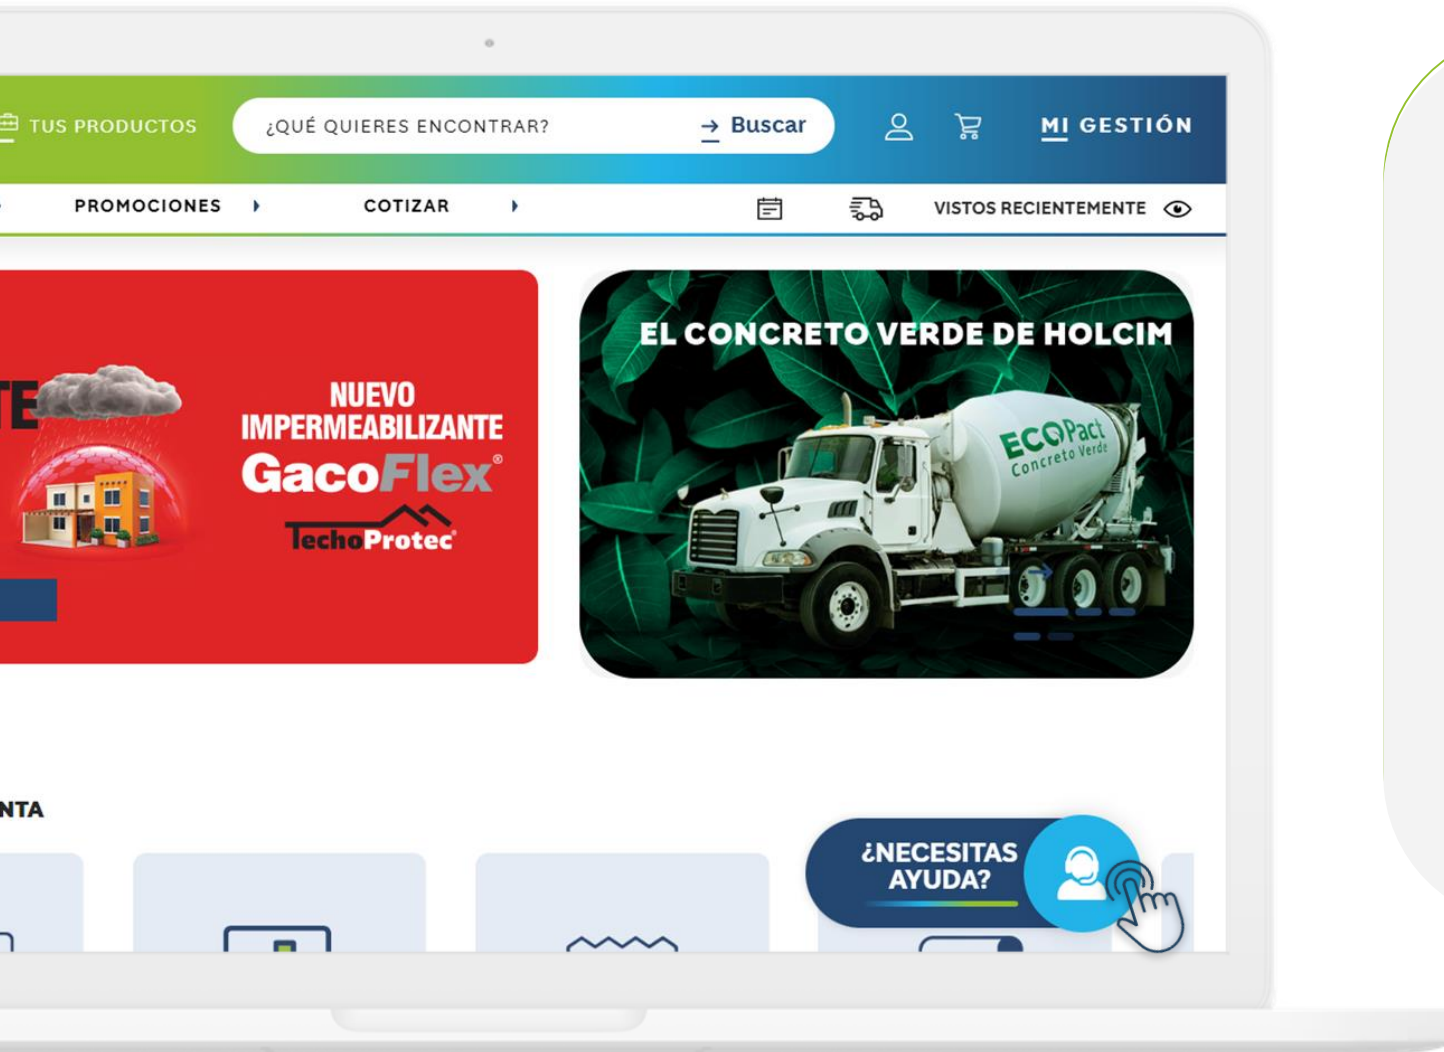 TUS PRODUCTOS
¿QUÉ QUIERES ENCONTRAR?
→ Buscar
MI GESTIÓN
PROMOCIONES
COTIZAR
VISTOS RECIENTEMENTE
TE
NUEVO
IMPERMEABILIZANTE
GacoFlex®
TechoProtec®
EL CONCRETO VERDE DE HOLCIM
ECOPact
Concreto Verde
NTA
¿NECESITAS
AYUDA?